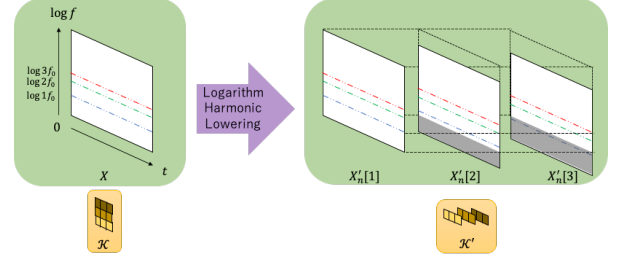 log f
log 3f₀
log 2f₀
log 1f₀
0
t
X
𝒦
Logarithm
Harmonic
Lowering
X′ₙ[1]
X′ₙ[2]
X′ₙ[3]
𝒦′